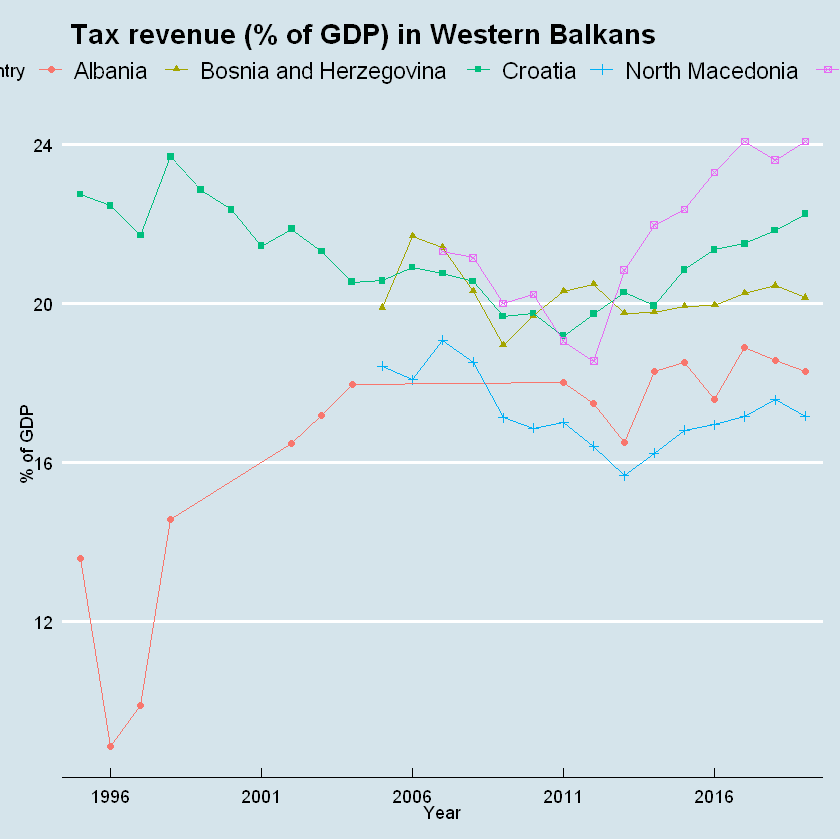 Tax revenue (% of GDP) in Western Balkans
ntry Albania Bosnia and Herzegovina Croatia North Macedonia
24
20
16
12
% of GDP
1996 2001 2006 2011 2016
Year